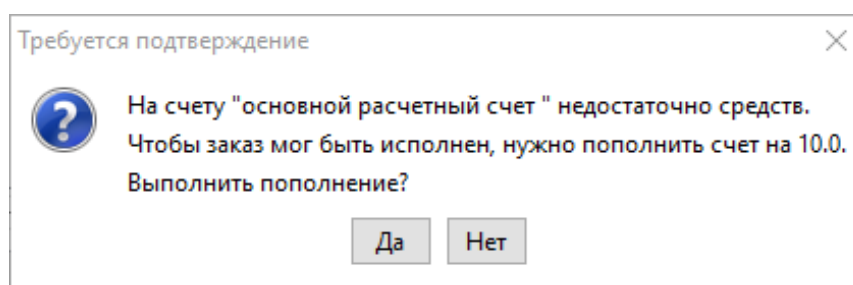 Требуется подтверждение
На счету "основной расчетный счет " недостаточно средств.
Чтобы заказ мог быть исполнен, нужно пополнить счет на 10.0.
Выполнить пополнение?
Да Нет